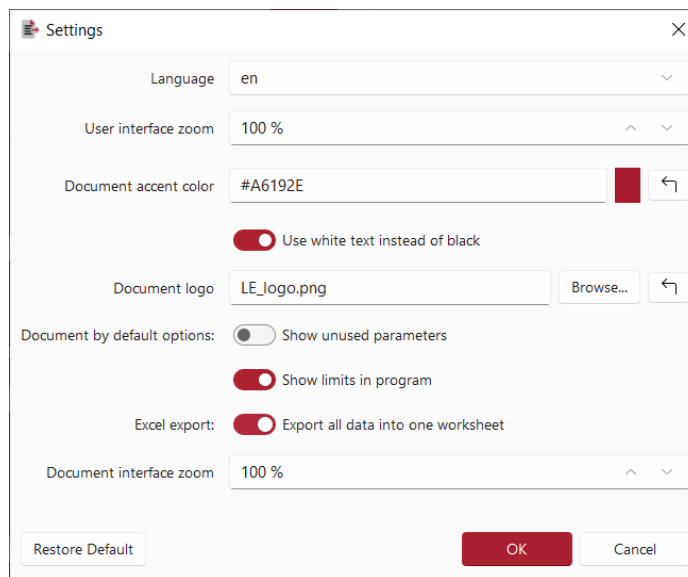 Settings
Language en
User interface zoom 100 %
Document accent color #A6192E
Use white text instead of black
Document logo LE_logo.png Browse...
Document by default options: Show unused parameters
Show limits in program
Excel export: Export all data into one worksheet
Document interface zoom 100 %
Restore Default OK Cancel